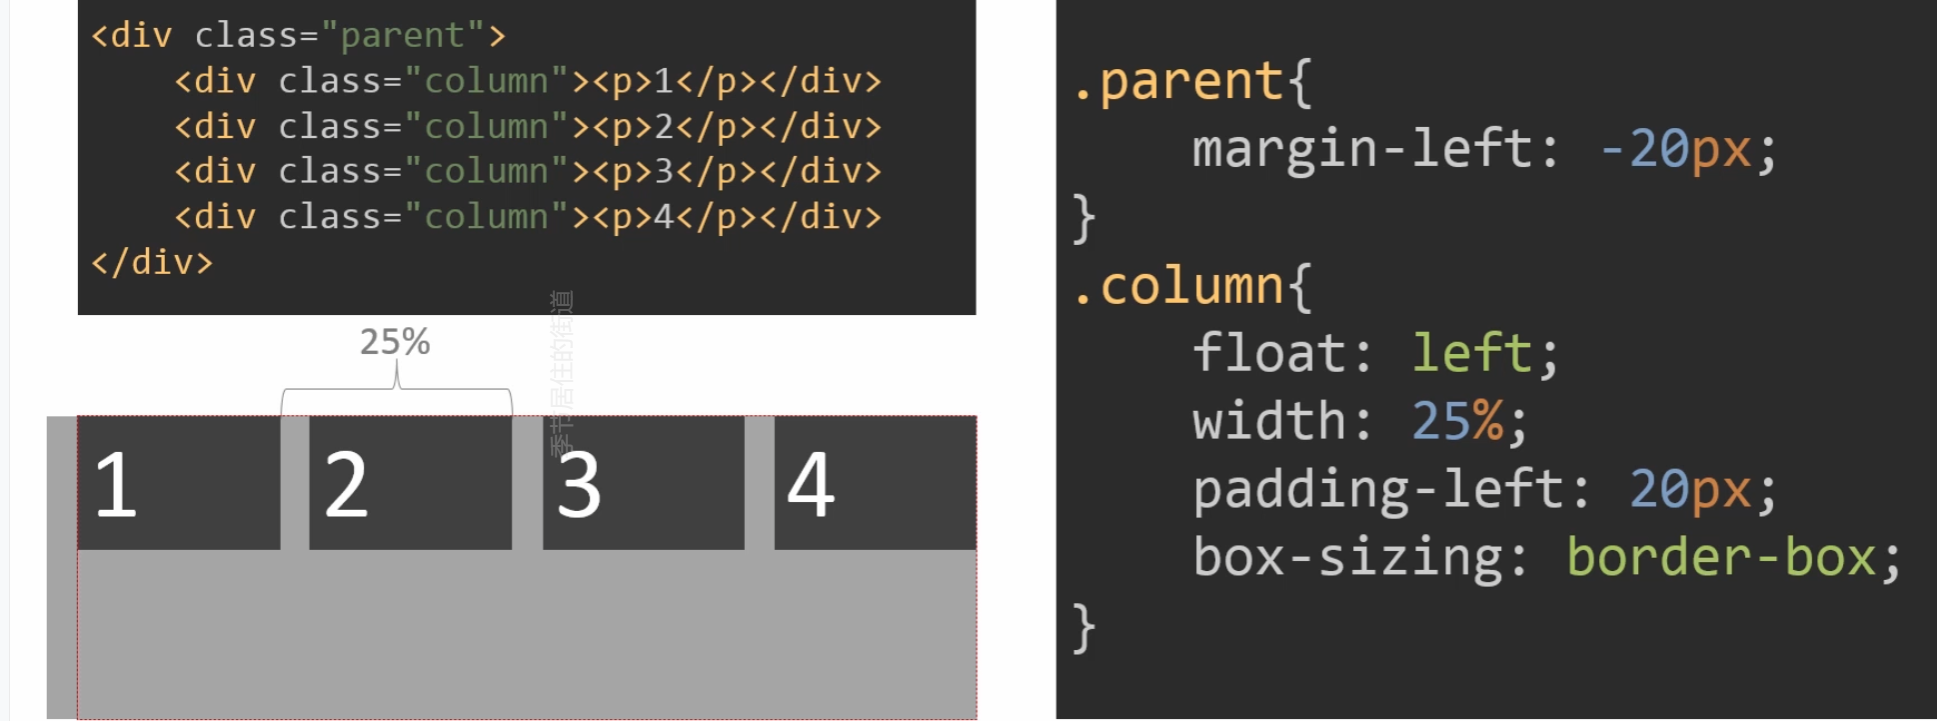 <div class="parent">
    <div class="column"><p>1</p></div>
    <div class="column"><p>2</p></div>
    <div class="column"><p>3</p></div>
    <div class="column"><p>4</p></div>
</div>
季节居住的街道
25%
1 2 3 4
.parent{
    margin-left: -20px;
}
.column{
    float: left;
    width: 25%;
    padding-left: 20px;
    box-sizing: border-box;
}